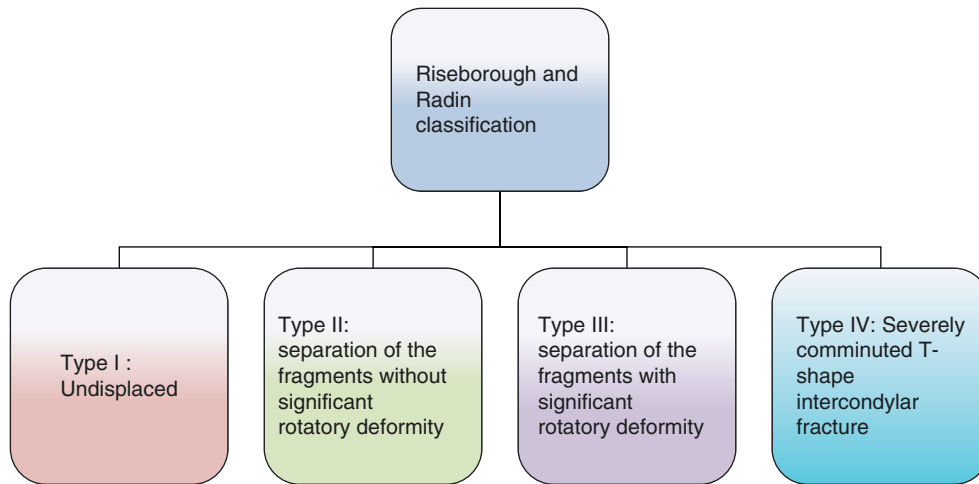 Riseborough and
Radin
classification
Type I :
Undisplaced
Type II:
separation of the
fragments without
significant
rotatory deformity
Type III:
separation of the
fragments with
significant
rotatory deformity
Type IV: Severely
comminuted T-
shape
intercondylar
fracture